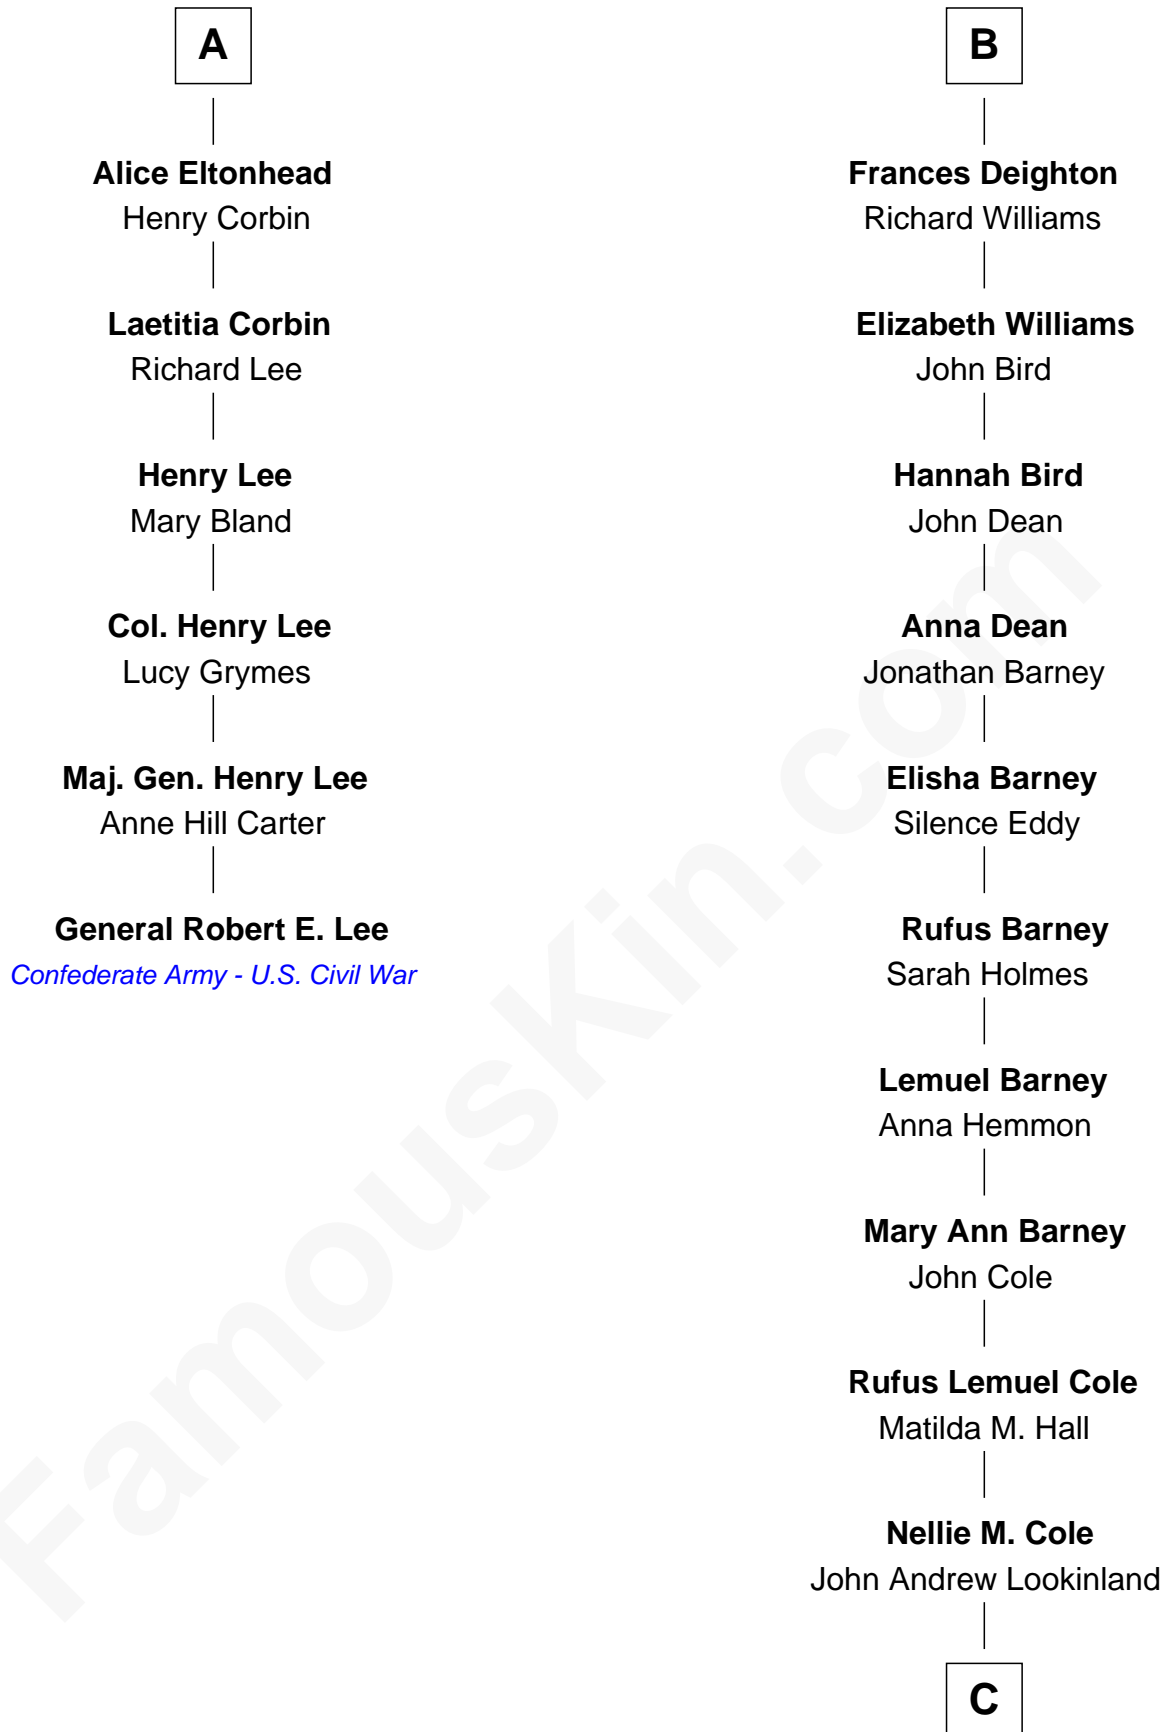 A
Alice Eltonhead
Henry Corbin
Laetitia Corbin
Richard Lee
Henry Lee
Mary Bland
Col. Henry Lee
Lucy Grymes
Maj. Gen. Henry Lee
Anne Hill Carter
General Robert E. Lee
Confederate Army - U.S. Civil War
B
Frances Deighton
Richard Williams
Elizabeth Williams
John Bird
Hannah Bird
John Dean
Anna Dean
Jonathan Barney
Elisha Barney
Silence Eddy
Rufus Barney
Sarah Holmes
Lemuel Barney
Anna Hemmon
Mary Ann Barney
John Cole
Rufus Lemuel Cole
Matilda M. Hall
Nellie M. Cole
John Andrew Lookinland
C
FamousKin.com